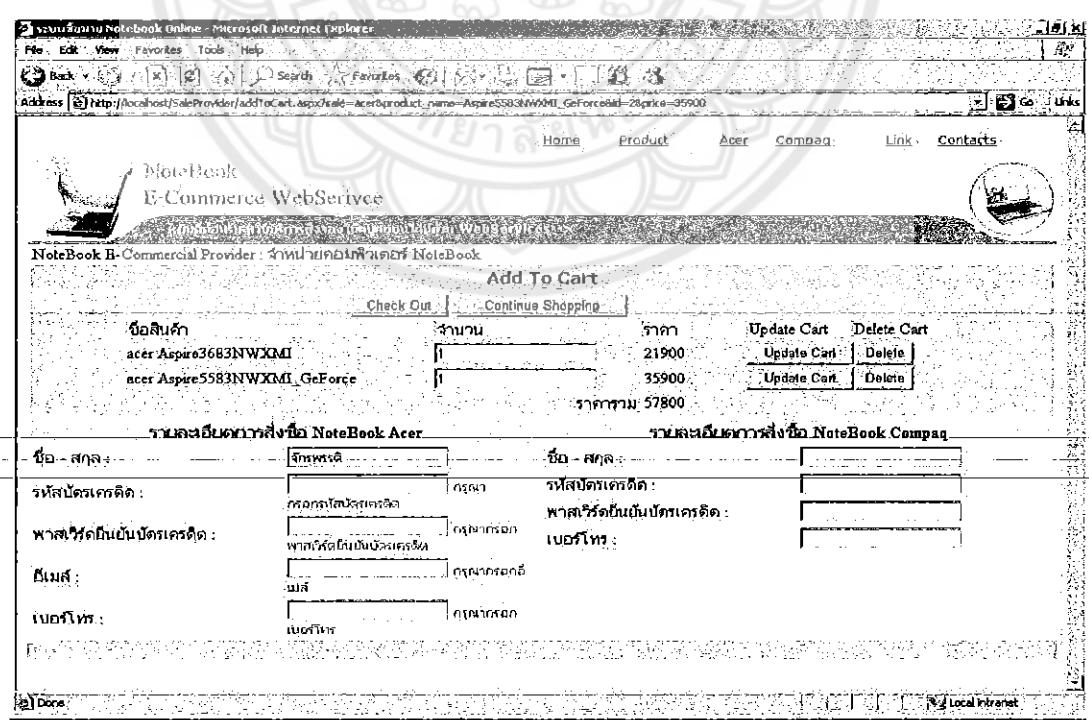 ระบบซื้อขาย Notebook Online - Microsoft Internet Explorer
File Edit View Favorites Tools Help
Back Search Favorites
Address http://localhost/SaleProvider/addToCart.aspx?sale=acer&product_name=Aspire5583NWXMI_GeForce&id=2&price=35900 Go Links
Home Product Acer Compaq Link Contacts
NoteBook
E-Commerce WebSerivce
NoteBook E-Commercial Provider : จำหน่ายคอมพิวเตอร์ NoteBook
Add To Cart
Check Out Continue Shopping
ชื่อสินค้า จำนวน ราคา Update Cart Delete Cart
acer Aspire3683NWXMI 1 21900 Update Cart Delete
acer Aspire5583NWXMI_GeForce 1 35900 Update Cart Delete
ราคารวม 57800
รายละเอียดการสั่งซื้อ NoteBook Acer รายละเอียดการสั่งซื้อ NoteBook Compaq
ชื่อ - สกุล : จักรพรรดิ ชื่อ - สกุล :
รหัสบัตรเครดิต : กรุณา รหัสบัตรเครดิต :
กรอกรหัสบัตรเครดิต
พาสเวิร์ดยืนยันบัตรเครดิต : กรุณากรอก พาสเวิร์ดยืนยันบัตรเครดิต :
พาสเวิร์ดยืนยันบัตรเครดิต เบอร์โทร :
อีเมล์ : กรุณากรอกอี
เมล์
เบอร์โทร : กรุณากรอก
เบอร์โทร
Done Local intranet